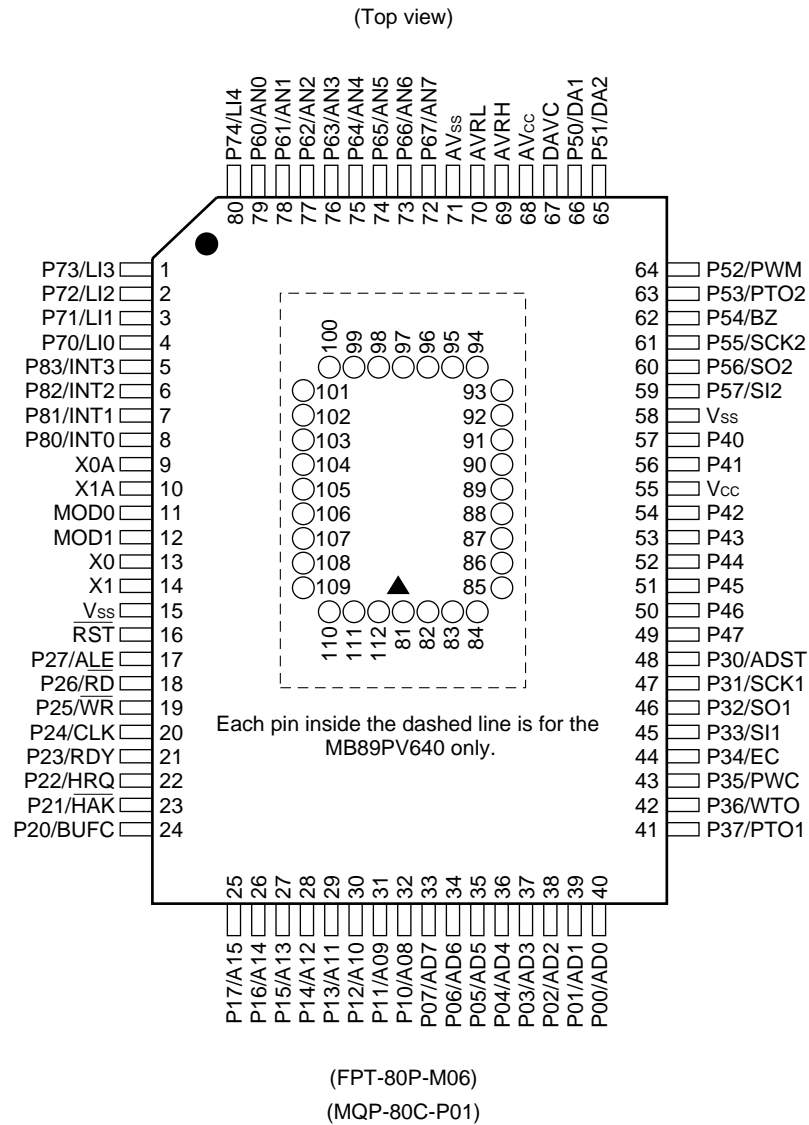 (Top view)
P74/LI4
P60/AN0
P61/AN1
P62/AN2
P63/AN3
P64/AN4
P65/AN5
P66/AN6
P67/AN7
AVSS
AVRL
AVRH
AVCC
DAVC
P50/DA1
P51/DA2
80 79 78 77 76 75 74 73 72 71 70 69 68 67 66 65
P73/LI3 1
P72/LI2 2
P71/LI1 3
P70/LI0 4
P83/INT3 5
P82/INT2 6
P81/INT1 7
P80/INT0 8
X0A 9
X1A 10
MOD0 11
MOD1 12
X0 13
X1 14
VSS 15
RST 16
P27/ALE 17
P26/RD 18
P25/WR 19
P24/CLK 20
P23/RDY 21
P22/HRQ 22
P21/HAK 23
P20/BUFC 24
100 99 98 97 96 95 94
101 93
102 92
103 91
104 90
105 89
106 88
107 87
108 86
109 85
110 111 112 81 82 83 84
Each pin inside the dashed line is for the
MB89PV640 only.
64 P52/PWM
63 P53/PTO2
62 P54/BZ
61 P55/SCK2
60 P56/SO2
59 P57/SI2
58 VSS
57 P40
56 P41
55 VCC
54 P42
53 P43
52 P44
51 P45
50 P46
49 P47
48 P30/ADST
47 P31/SCK1
46 P32/SO1
45 P33/SI1
44 P34/EC
43 P35/PWC
42 P36/WTO
41 P37/PTO1
25 26 27 28 29 30 31 32 33 34 35 36 37 38 39 40
P17/A15
P16/A14
P15/A13
P14/A12
P13/A11
P12/A10
P11/A09
P10/A08
P07/AD7
P06/AD6
P05/AD5
P04/AD4
P03/AD3
P02/AD2
P01/AD1
P00/AD0
(FPT-80P-M06)
(MQP-80C-P01)